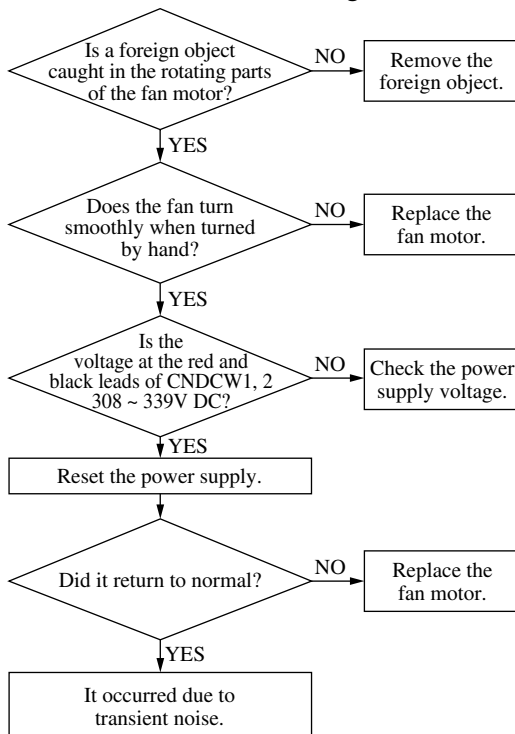 Is a foreign object
caught in the rotating parts
of the fan motor?
NO
Remove the
foreign object.
YES
Does the fan turn
smoothly when turned
by hand?
NO
Replace the
fan motor.
YES
Is the
voltage at the red and
black leads of CNDCW1, 2
308 ~ 339V DC?
NO
Check the power
supply voltage.
YES
Reset the power supply.
Did it return to normal?
NO
Replace the
fan motor.
YES
It occurred due to
transient noise.